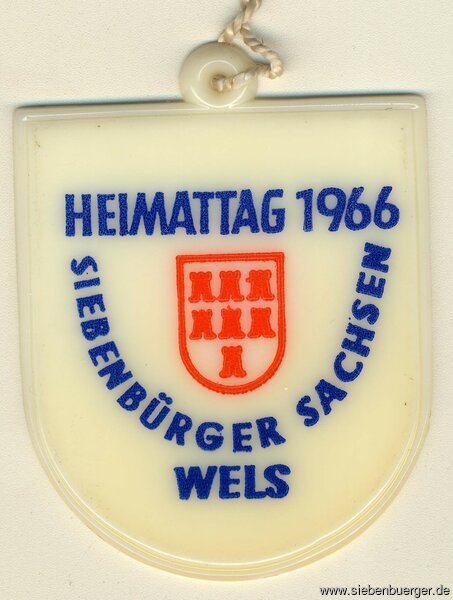 HEIMATTAG 1966
SIEBENBÜRGER SACHSEN
WELS
www.siebenbuerger.de